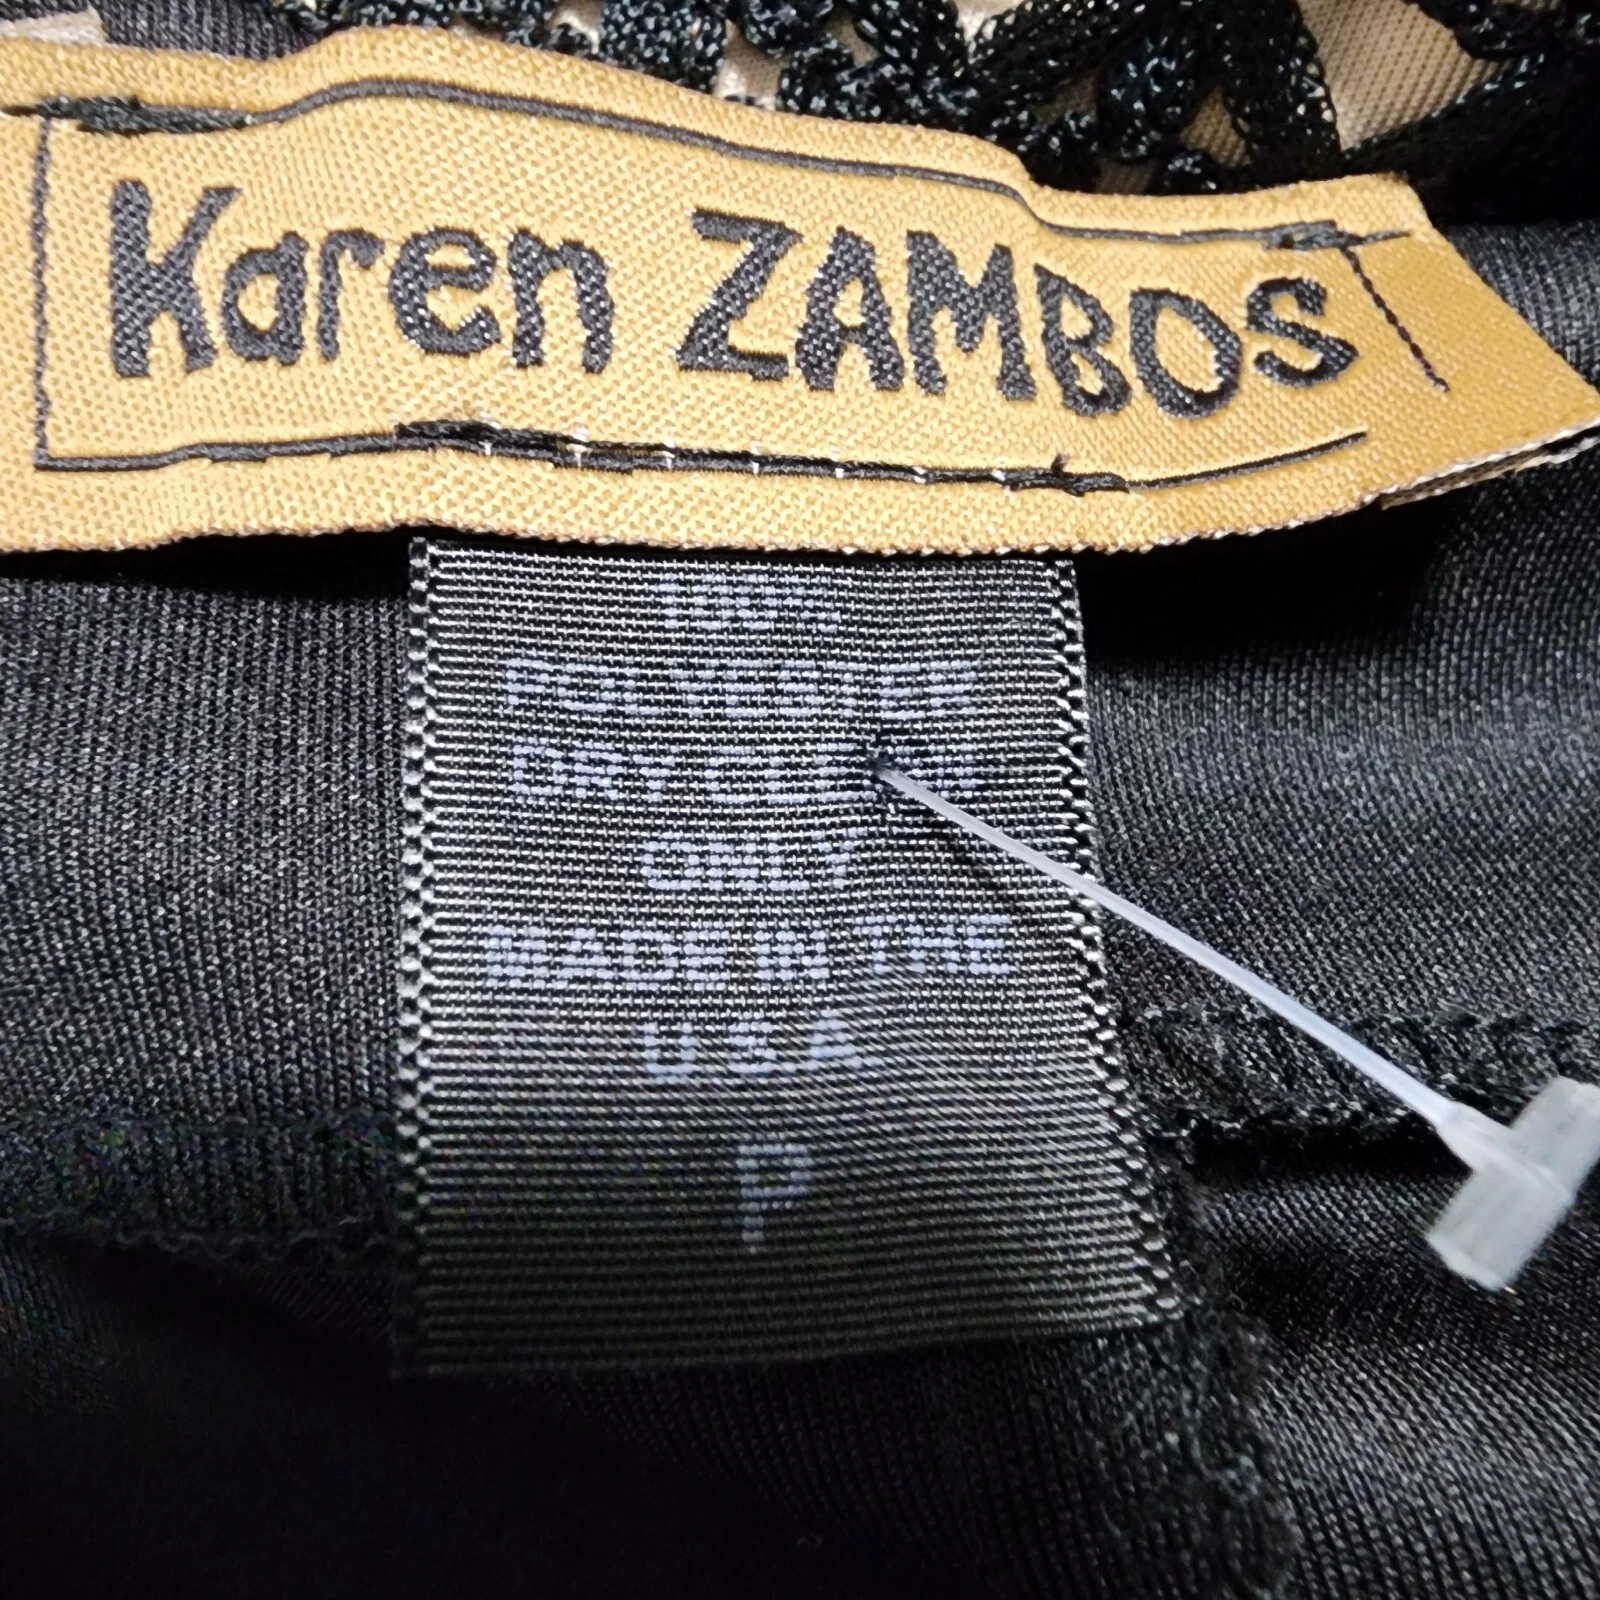 Karen ZAMBOS
100%
POLYESTER
DRY CLEAN
ONLY
MADE IN THE
USA
P